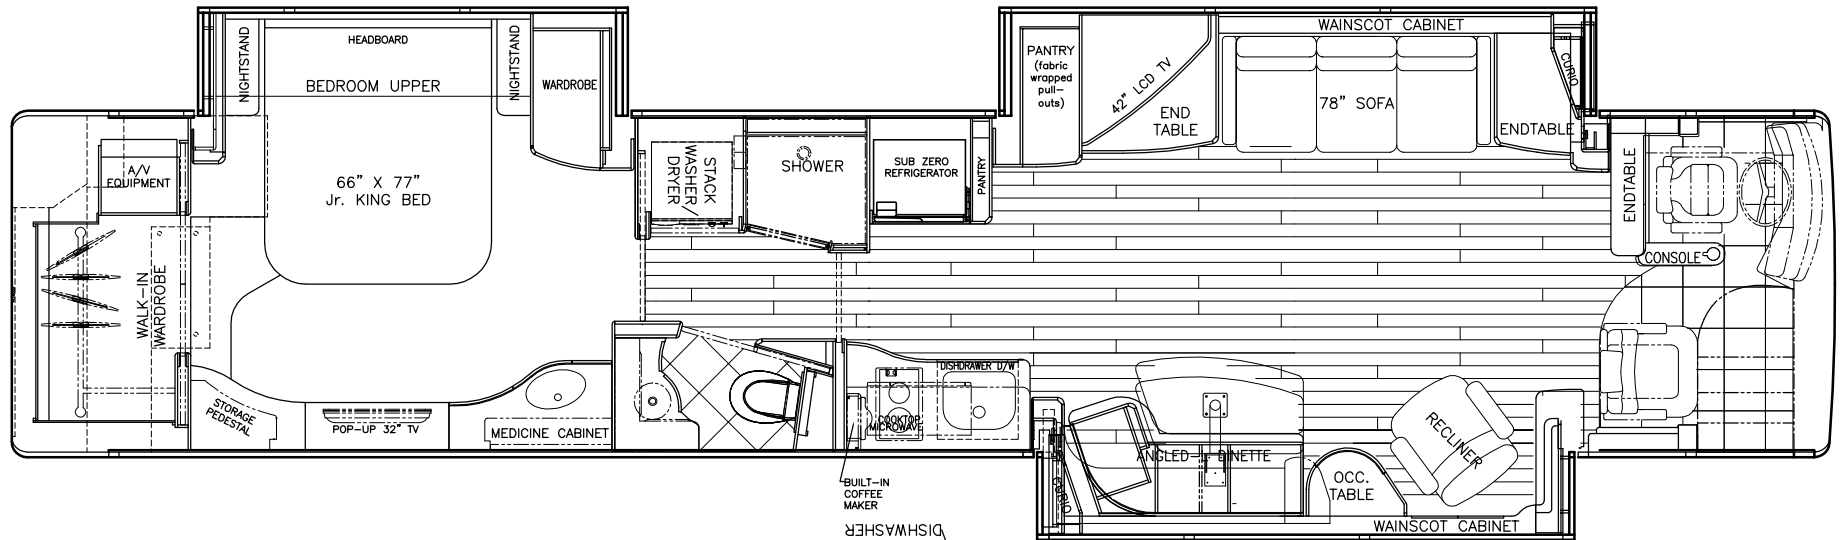 HEADBOARD
NIGHTSTAND
BEDROOM UPPER
NIGHTSTAND
WARDROBE
66" X 77"
Jr. KING BED
A/V
EQUIPMENT
WALK-IN
WARDROBE
STORAGE
PEDESTAL
POP-UP 32" TV
MEDICINE CABINET
STACK
WASHER/
DRYER
SHOWER
SUB ZERO
REFRIGERATOR
PANTRY
PANTRY
(fabric
wrapped
pull-
outs)
42" LCD TV
END
TABLE
WAINSCOT CABINET
78" SOFA
ENDTABLE
CURIO
ENDTABLE
CONSOLE
DISHDRAWER D/W
COOKTOP
MICROWAVE
BUILT-IN
COFFEE
MAKER
DISHWASHER
CURIO
ANGLED-L DINETTE
OCC.
TABLE
RECLINER
WAINSCOT CABINET